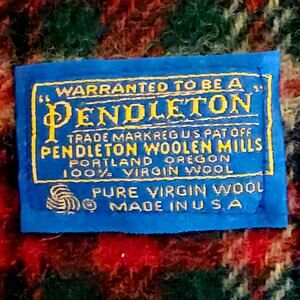 WARRANTED TO BE A
"PENDLETON"
TRADE MARK REG U S PAT OFF
PENDLETON WOOLEN MILLS
PORTLAND OREGON
100% VIRGIN WOOL
PURE VIRGIN WOOL
® MADE IN U S A